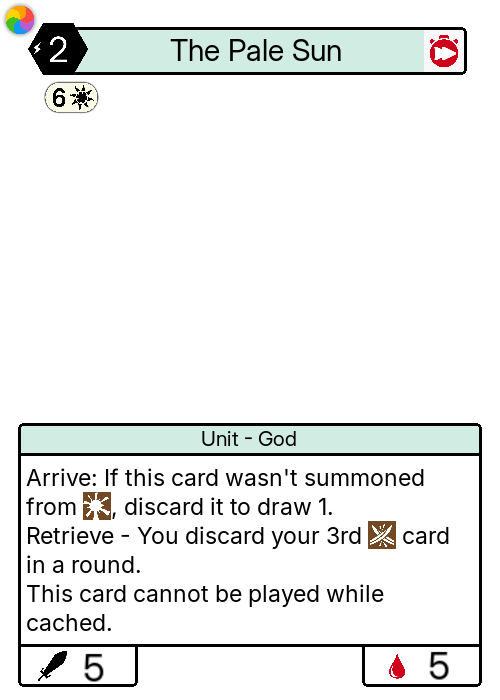 2
The Pale Sun
6
Unit - God
Arrive: If this card wasn't summoned
from , discard it to draw 1.
Retrieve - You discard your 3rd card
in a round.
This card cannot be played while
cached.
5
5